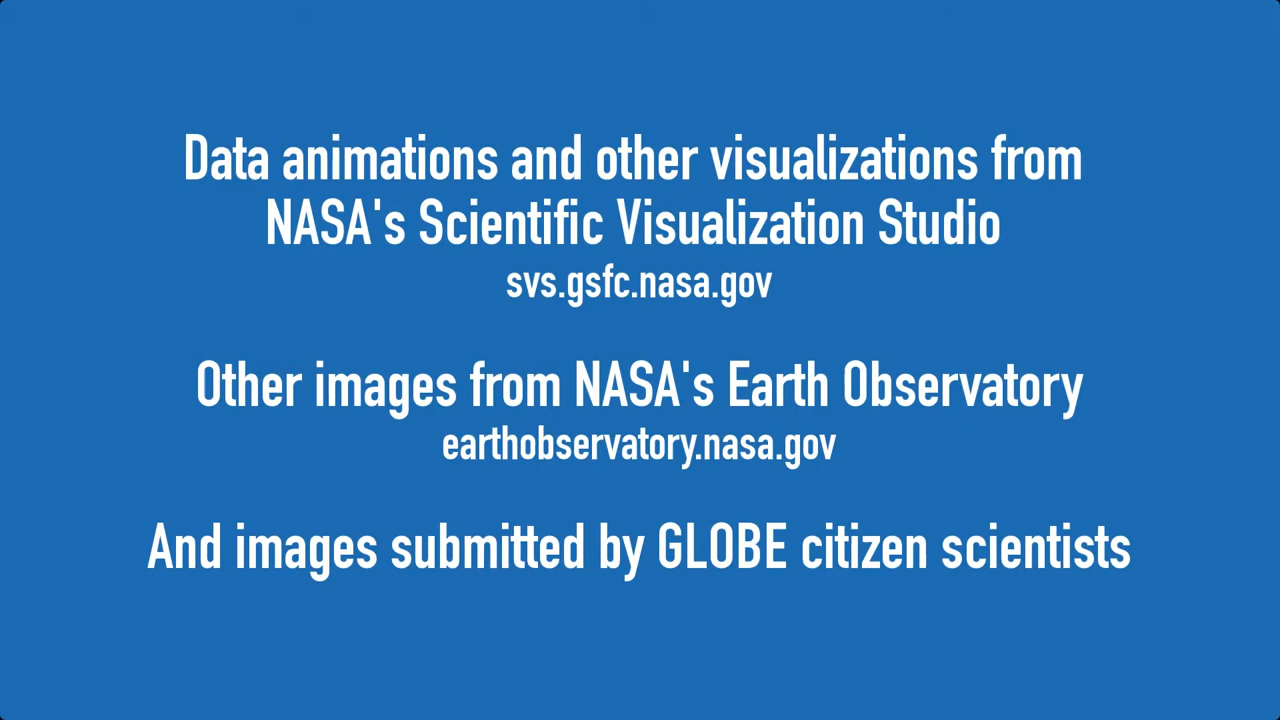 Data animations and other visualizations from
NASA's Scientific Visualization Studio
svs.gsfc.nasa.gov
Other images from NASA's Earth Observatory
earthobservatory.nasa.gov
And images submitted by GLOBE citizen scientists